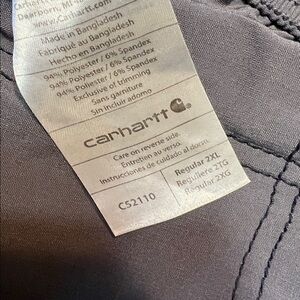 Dearborn, MI
www.Carhartt.
Made in Bangladesh
Fabriqué au Bangladesh
Hecho en Bangladesh
94% Polyester / 6% Spandex
94% Polyester / 6% Spandex
94% Poliéster / 6% Spandex
Exclusive of trimming
Sans garniture
Sin incluir adorno
carhartt
Care on reverse side.
Entretien au verso.
Instrucciones de cuidado al dorso.
C52110
Regular 2XL
Regulière 2TG
Regular 2XG